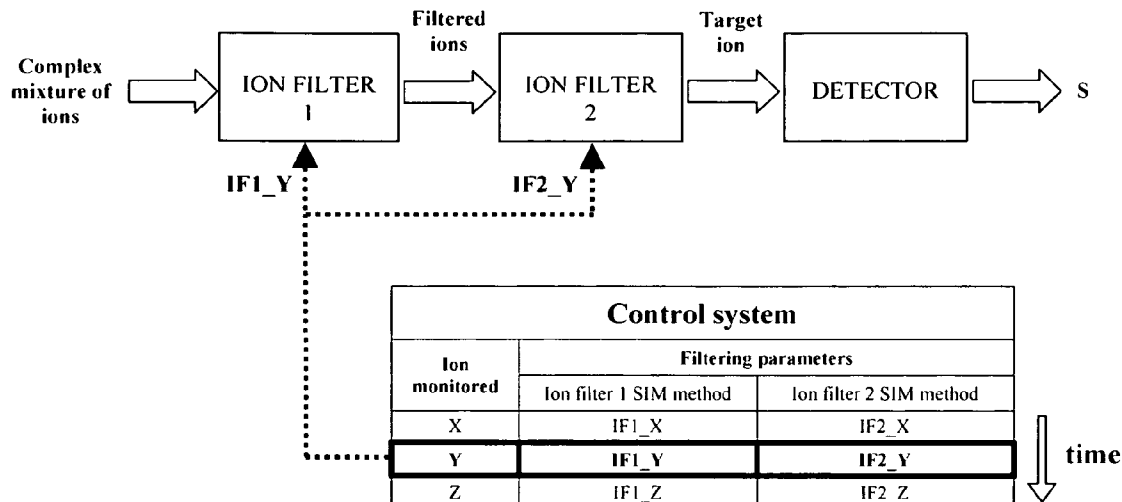 Complex
mixture of
ions
ION FILTER
1
Filtered
ions
ION FILTER
2
Target
ion
DETECTOR
S
IF1_Y
IF2_Y
Control system
Ion
monitored
Filtering parameters
Ion filter 1 SIM method
Ion filter 2 SIM method
X
IF1_X
IF2_X
Y
IF1_Y
IF2_Y
Z
IF1_Z
IF2_Z
time